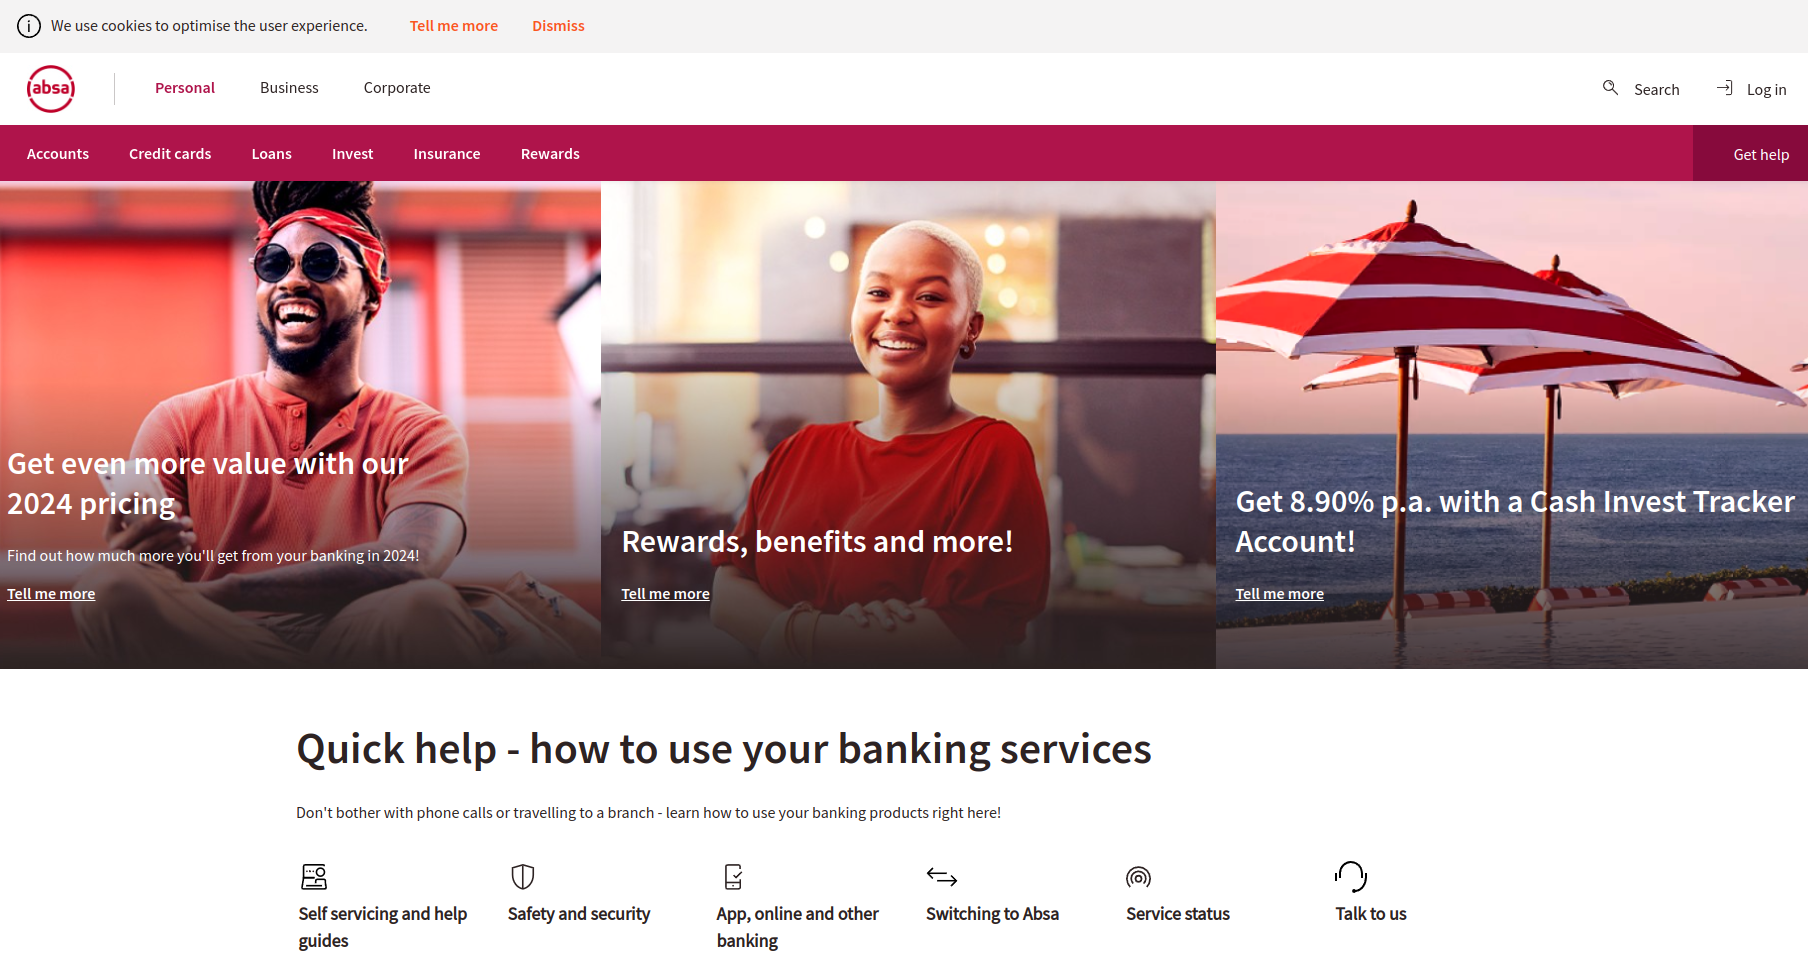 We use cookies to optimise the user experience. Tell me more Dismiss
absa Personal Business Corporate Search Log in
Accounts Credit cards Loans Invest Insurance Rewards Get help
Get even more value with our
2024 pricing
Find out how much more you'll get from your banking in 2024!
Tell me more
Rewards, benefits and more!
Tell me more
Get 8.90% p.a. with a Cash Invest Tracker
Account!
Tell me more
Quick help - how to use your banking services
Don't bother with phone calls or travelling to a branch - learn how to use your banking products right here!
Self servicing and help
guides
Safety and security
App, online and other
banking
Switching to Absa
Service status
Talk to us